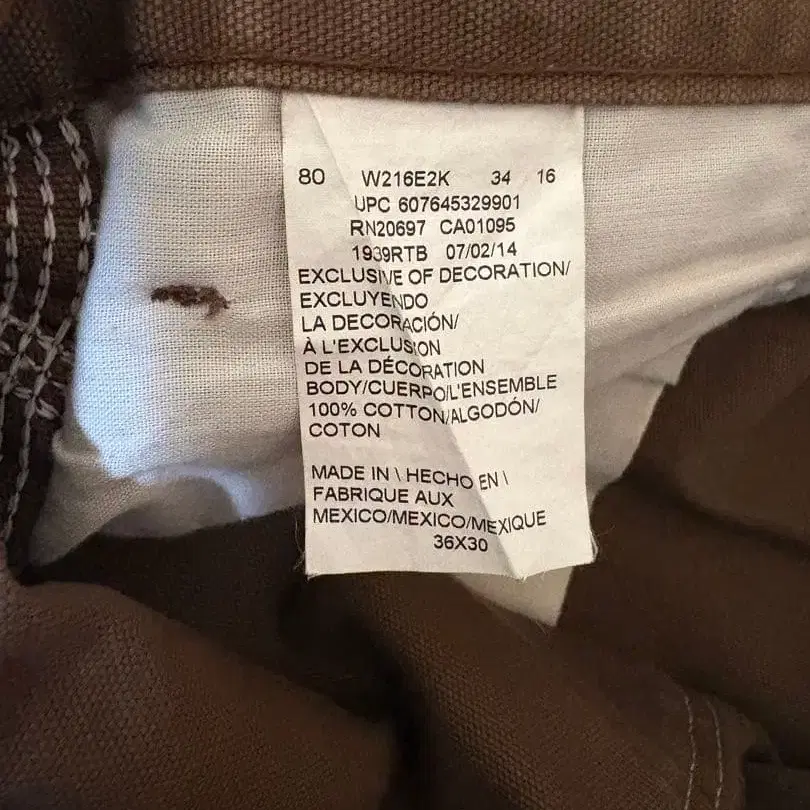 80 W216E2K 34 16
UPC 607645329901
RN20697 CA01095
1939RTB 07/02/14
EXCLUSIVE OF DECORATION/
EXCLUYENDO
LA DECORACIÓN/
À L'EXCLUSION
DE LA DÉCORATION
BODY/CUERPO/L'ENSEMBLE
100% COTTON/ALGODÓN/
COTON
MADE IN \ HECHO EN \
FABRIQUE AUX
MEXICO/MEXICO/MEXIQUE
36X30